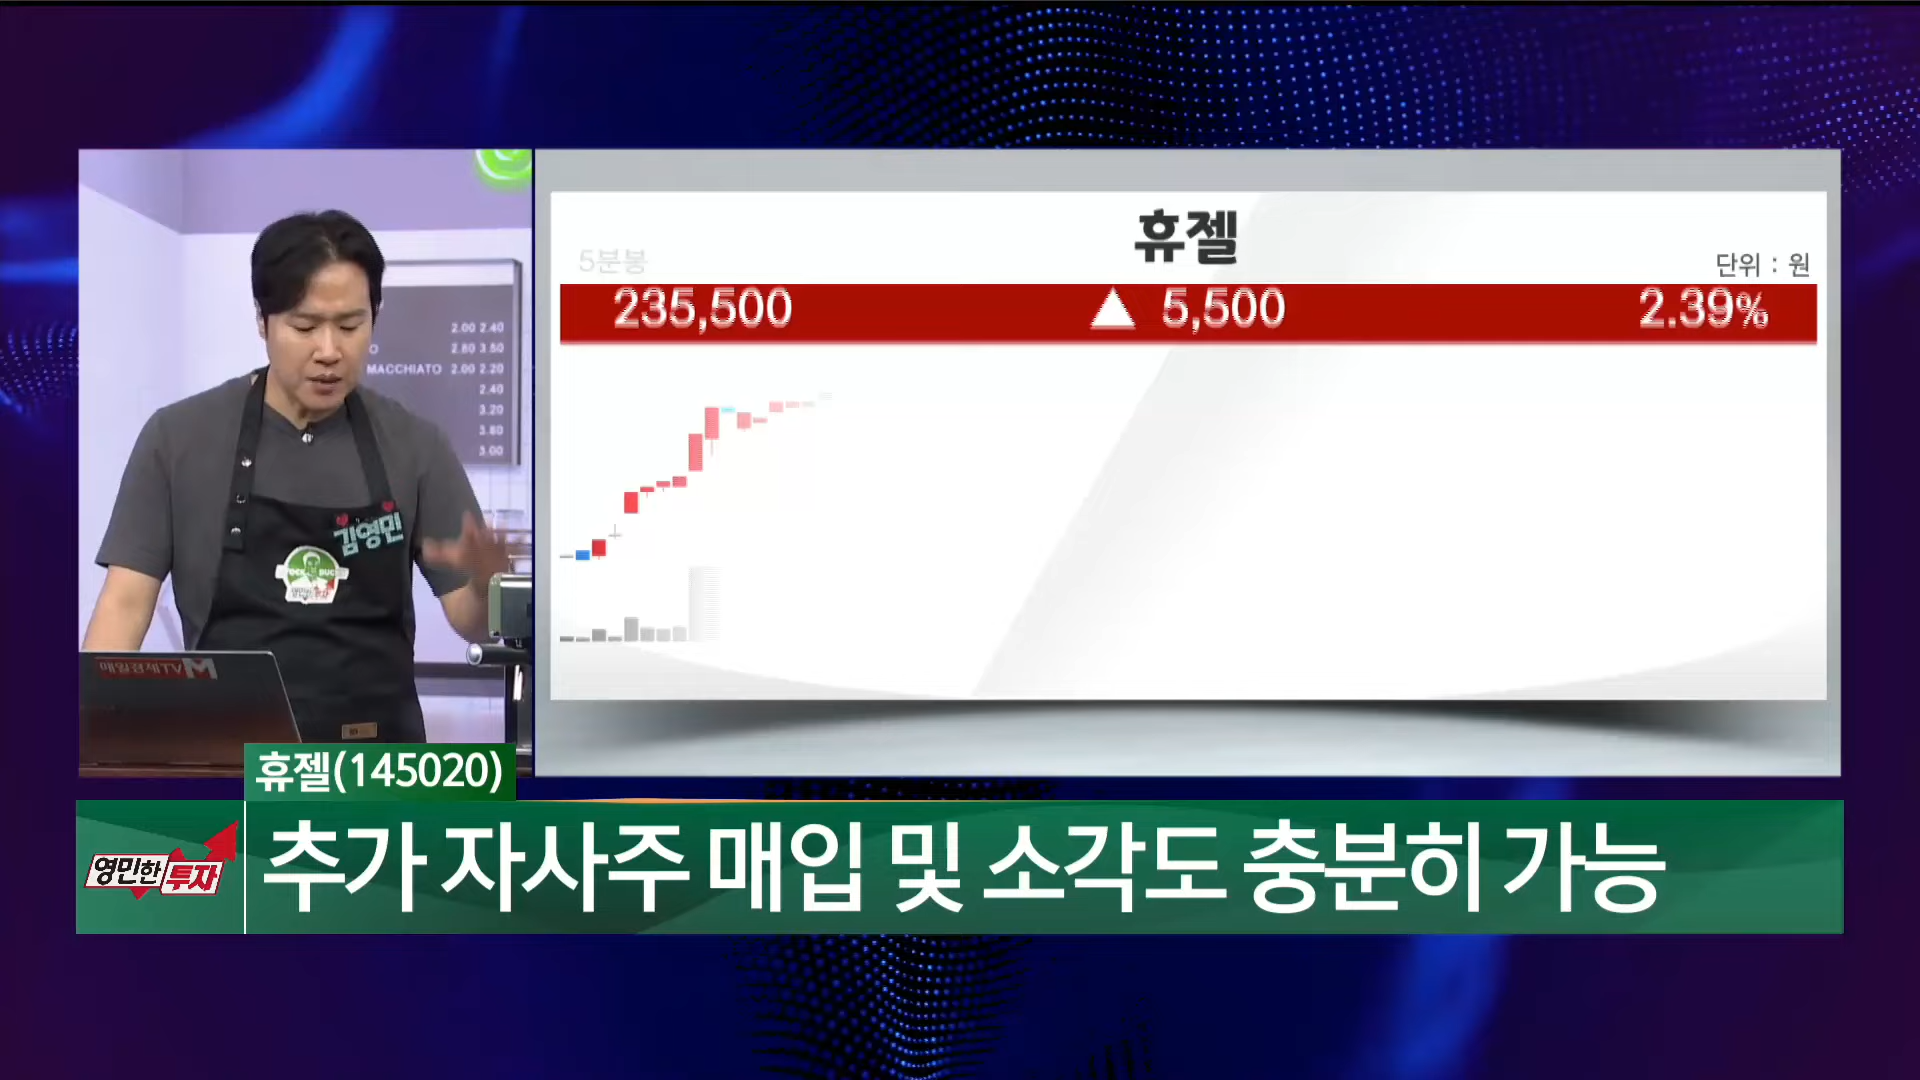 휴젤
5분봉
단위 : 원
235,500 ▲ 5,500 2.39%
2.00 2.40
O 2.80 3.50
MACCHIATO 2.00 2.20
2.40
3.20
3.80
3.00
김영민
매일경제TV M
휴젤(145020)
영민한 투자
추가 자사주 매입 및 소각도 충분히 가능